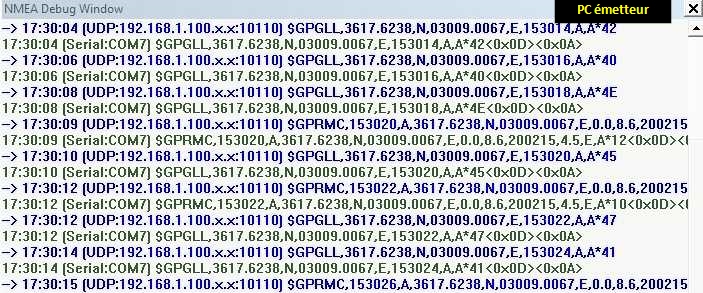 NMEA Debug Window
PC émetteur
-> 17:30:04 (UDP:192.168.1.100.x.x:10110) $GPGLL,3617.6238,N,03009.0067,E,153014,A,A*42
17:30:04 (Serial:COM7) $GPGLL,3617.6238,N,03009.0067,E,153014,A,A*42<0x0D><0x0A>
-> 17:30:06 (UDP:192.168.1.100.x.x:10110) $GPGLL,3617.6238,N,03009.0067,E,153016,A,A*40
17:30:06 (Serial:COM7) $GPGLL,3617.6238,N,03009.0067,E,153016,A,A*40<0x0D><0x0A>
-> 17:30:08 (UDP:192.168.1.100.x.x:10110) $GPGLL,3617.6238,N,03009.0067,E,153018,A,A*4E
17:30:08 (Serial:COM7) $GPGLL,3617.6238,N,03009.0067,E,153018,A,A*4E<0x0D><0x0A>
-> 17:30:09 (UDP:192.168.1.100.x.x:10110) $GPRMC,153020,A,3617.6238,N,03009.0067,E,0.0,8.6,200215
17:30:09 (Serial:COM7) $GPRMC,153020,A,3617.6238,N,03009.0067,E,0.0,8.6,200215,4.5,E,A*12<0x0D><0
-> 17:30:10 (UDP:192.168.1.100.x.x:10110) $GPGLL,3617.6238,N,03009.0067,E,153020,A,A*45
17:30:10 (Serial:COM7) $GPGLL,3617.6238,N,03009.0067,E,153020,A,A*45<0x0D><0x0A>
-> 17:30:12 (UDP:192.168.1.100.x.x:10110) $GPRMC,153022,A,3617.6238,N,03009.0067,E,0.0,8.6,200215
17:30:12 (Serial:COM7) $GPRMC,153022,A,3617.6238,N,03009.0067,E,0.0,8.6,200215,4.5,E,A*10<0x0D><0
-> 17:30:12 (UDP:192.168.1.100.x.x:10110) $GPGLL,3617.6238,N,03009.0067,E,153022,A,A*47
17:30:12 (Serial:COM7) $GPGLL,3617.6238,N,03009.0067,E,153022,A,A*47<0x0D><0x0A>
-> 17:30:14 (UDP:192.168.1.100.x.x:10110) $GPGLL,3617.6238,N,03009.0067,E,153024,A,A*41
17:30:14 (Serial:COM7) $GPGLL,3617.6238,N,03009.0067,E,153024,A,A*41<0x0D><0x0A>
-> 17:30:15 (UDP:192.168.1.100.x.x:10110) $GPRMC,153026,A,3617.6238,N,03009.0067,E,0.0,8.6,200215